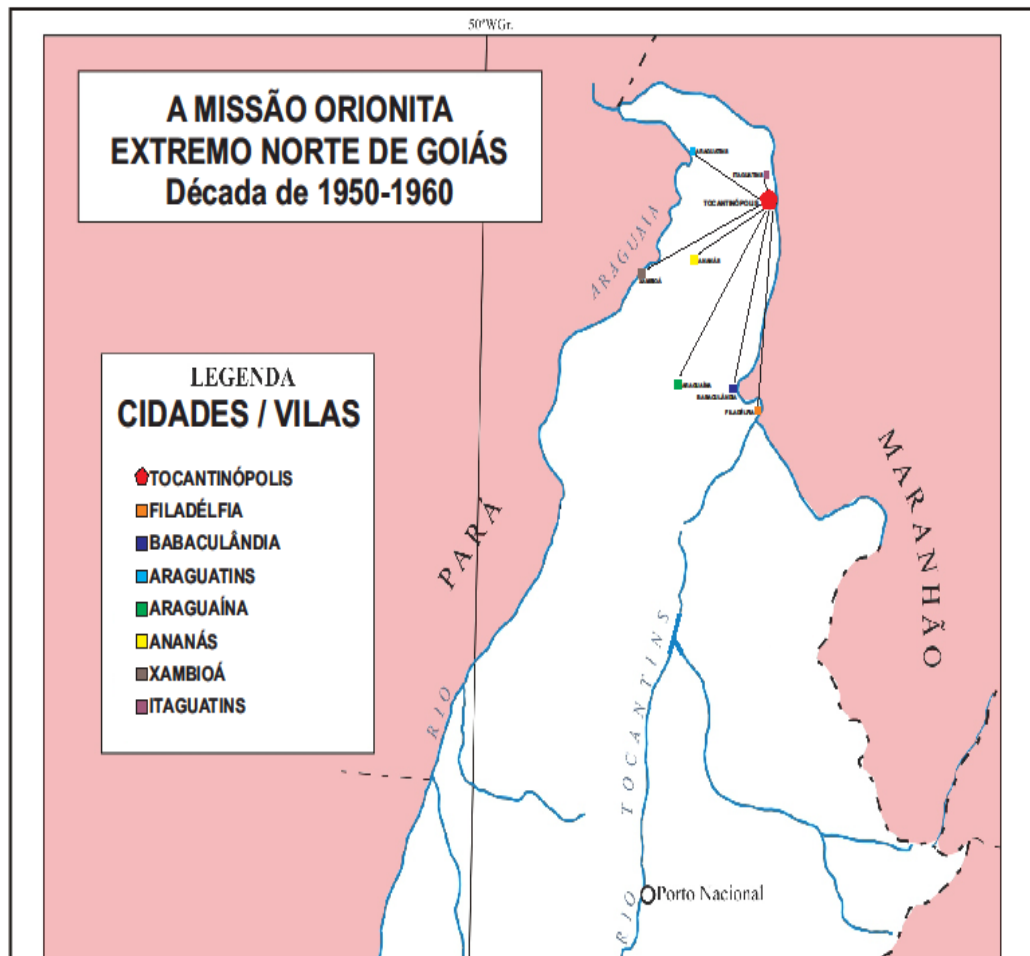 50°WGr.
A MISSÃO ORIONITA
EXTREMO NORTE DE GOIÁS
Década de 1950-1960
ARAGUATINS
ITAGUATINS
TOCANTINÓPOLIS
ARAGUAIA
ANANÁS
XAMBIOÁ
LEGENDA
CIDADES / VILAS
TOCANTINÓPOLIS
FILADÉLFIA
BABACULÂNDIA
ARAGUATINS
ARAGUAÍNA
ANANÁS
XAMBIOÁ
ITAGUATINS
ARAGUAÍNA
BABACULÂNDIA
FILADÉLFIA
PARÁ
MARANHÃO
RIO
TOCANTINS
RIO
Porto Nacional